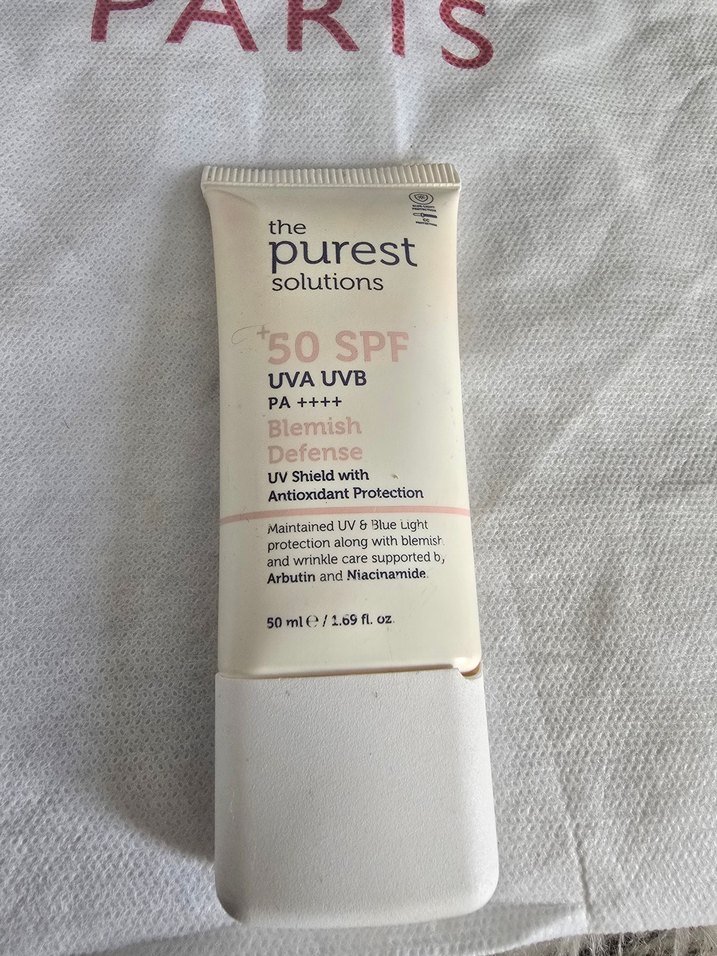 PARIS
the
purest
solutions
+50 SPF
UVA UVB
PA ++++
Blemish
Defense
UV Shield with
Antioxidant Protection
Maintained UV & Blue Light
protection along with blemish
and wrinkle care supported by
Arbutin and Niacinamide.
50 ml ℮ / 1.69 fl. oz.